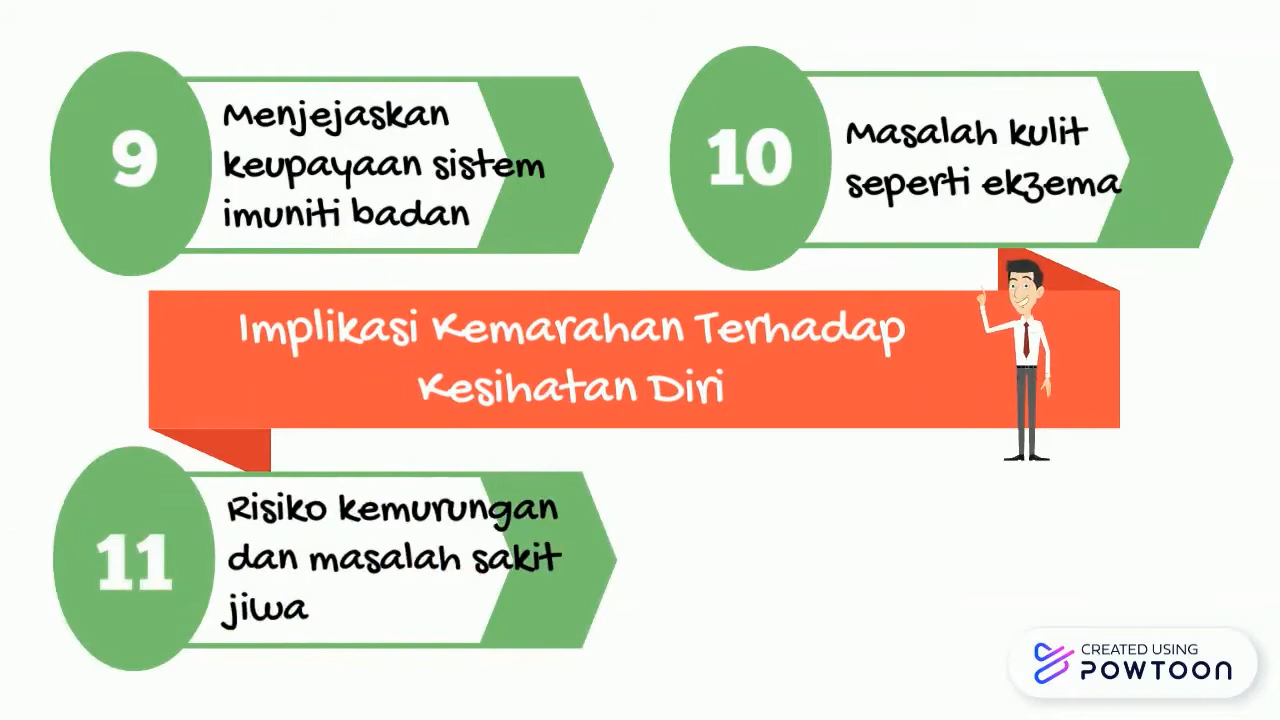 9
Menjejaskan
keupayaan sistem
imuniti badan
10
Masalah kulit
seperti ekzema
Implikasi Kemarahan Terhadap
Kesihatan Diri
11
Risiko kemurungan
dan masalah sakit
jiwa
CREATED USING
POWTOON